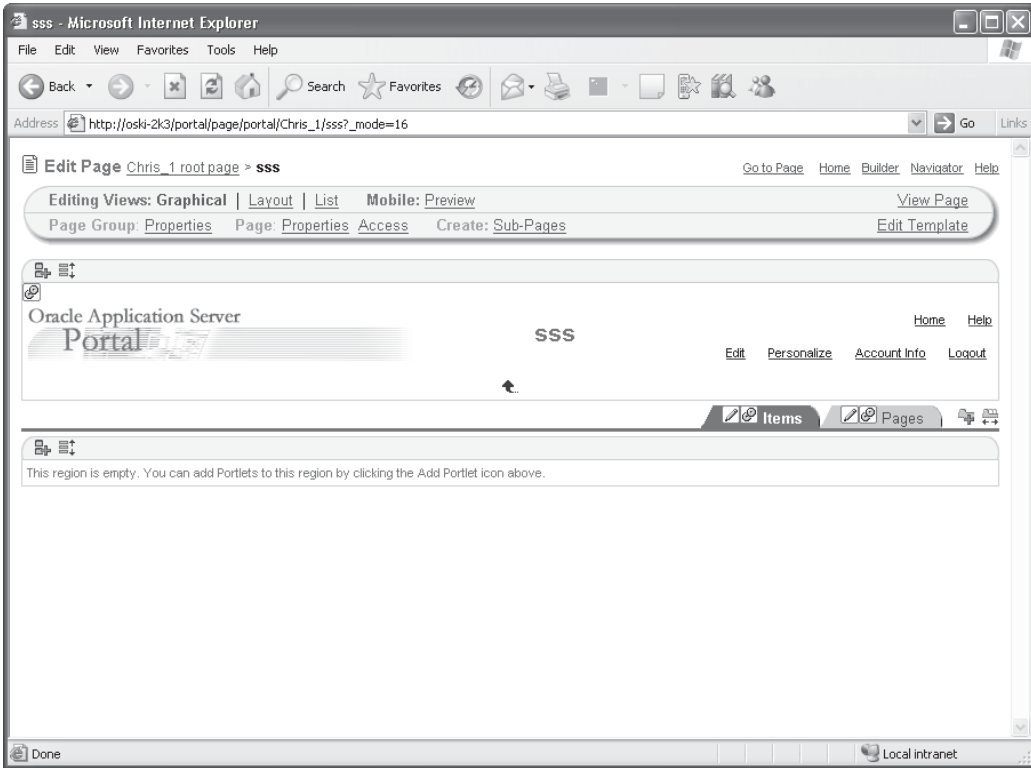 sss - Microsoft Internet Explorer
File Edit View Favorites Tools Help
Back Search Favorites
Address http://oski-2k3/portal/page/portal/Chris_1/sss?_mode=16 Go Links
Edit Page Chris_1 root page > sss Go to Page Home Builder Navigator Help
Editing Views: Graphical | Layout | List Mobile: Preview View Page
Page Group: Properties Page: Properties Access Create: Sub-Pages Edit Template
Oracle Application Server
Portal
sss
Home Help
Edit Personalize Account Info Logout
Items Pages
This region is empty. You can add Portlets to this region by clicking the Add Portlet icon above.
Done Local intranet